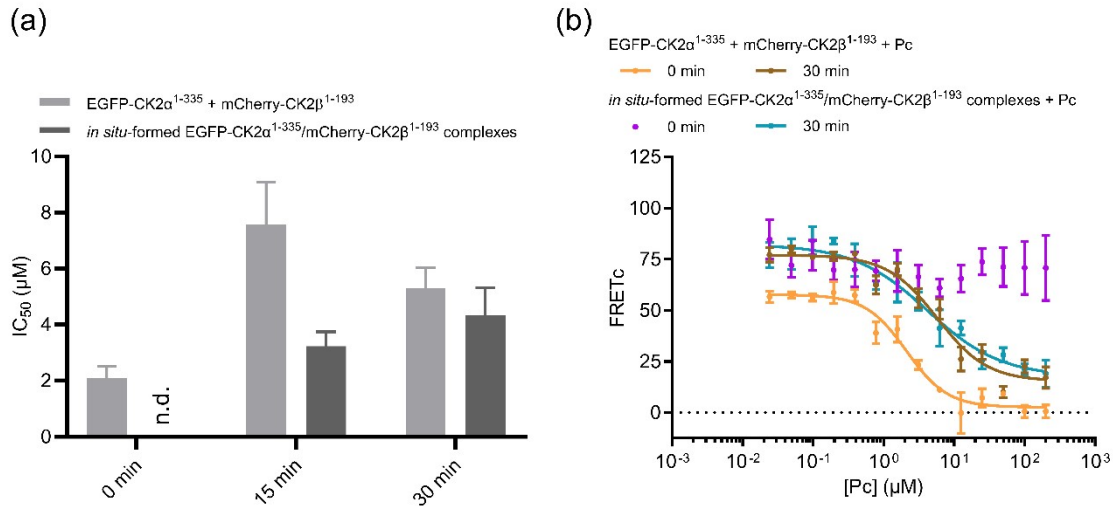 (a)
EGFP-CK2α¹⁻³³⁵ + mCherry-CK2β¹⁻¹⁹³
in situ-formed EGFP-CK2α¹⁻³³⁵/mCherry-CK2β¹⁻¹⁹³ complexes
IC₅₀ (µM)
10
8
6
4
2
0
n.d.
0 min
15 min
30 min
(b)
EGFP-CK2α¹⁻³³⁵ + mCherry-CK2β¹⁻¹⁹³ + Pc
0 min 30 min
in situ-formed EGFP-CK2α¹⁻³³⁵/mCherry-CK2β¹⁻¹⁹³ complexes + Pc
0 min 30 min
FRETc
125
100
75
50
25
0
10⁻³ 10⁻² 10⁻¹ 10⁰ 10¹ 10² 10³
[Pc] (µM)